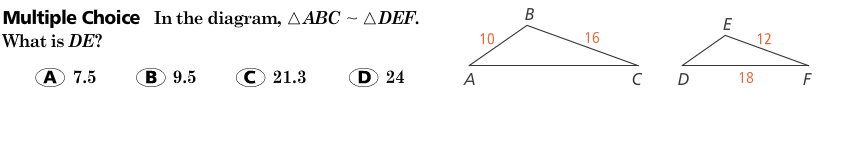 Multiple Choice In the diagram, △ABC ~ △DEF.
What is DE?
A 7.5 B 9.5 C 21.3 D 24
B
10 16
A C
E
12
D 18 F